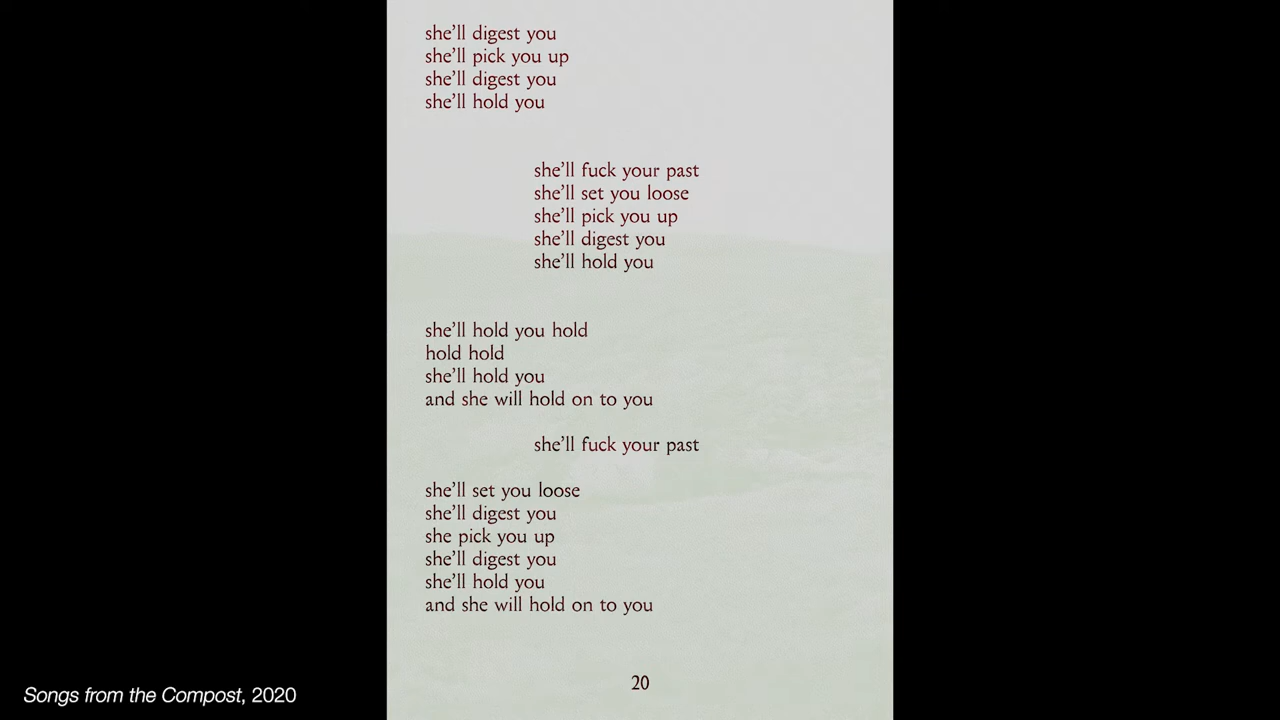 she'll digest you
she'll pick you up
she'll digest you
she'll hold you
she'll fuck your past
she'll set you loose
she'll pick you up
she'll digest you
she'll hold you
she'll hold you hold
hold hold
she'll hold you
and she will hold on to you
she'll fuck your past
she'll set you loose
she'll digest you
she pick you up
she'll digest you
she'll hold you
and she will hold on to you
20
Songs from the Compost, 2020